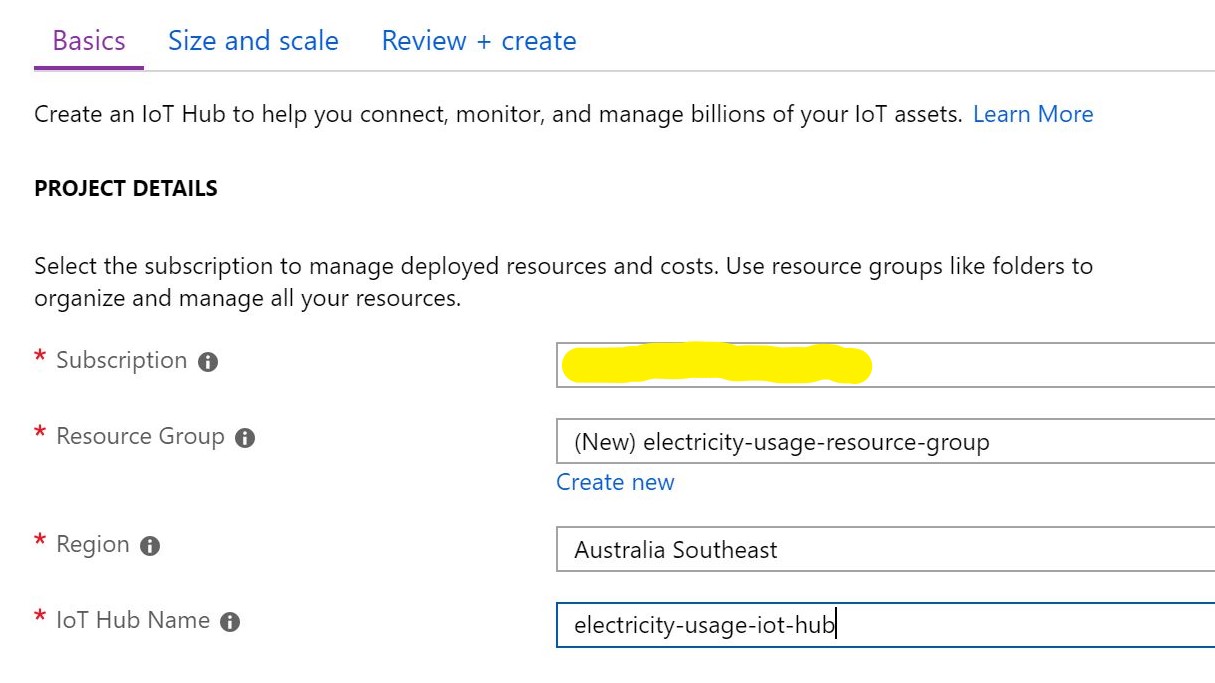 Basics Size and scale Review + create
Create an IoT Hub to help you connect, monitor, and manage billions of your IoT assets. Learn More
PROJECT DETAILS
Select the subscription to manage deployed resources and costs. Use resource groups like folders to
organize and manage all your resources.
* Subscription
* Resource Group (New) electricity-usage-resource-group
Create new
* Region Australia Southeast
* IoT Hub Name electricity-usage-iot-hub